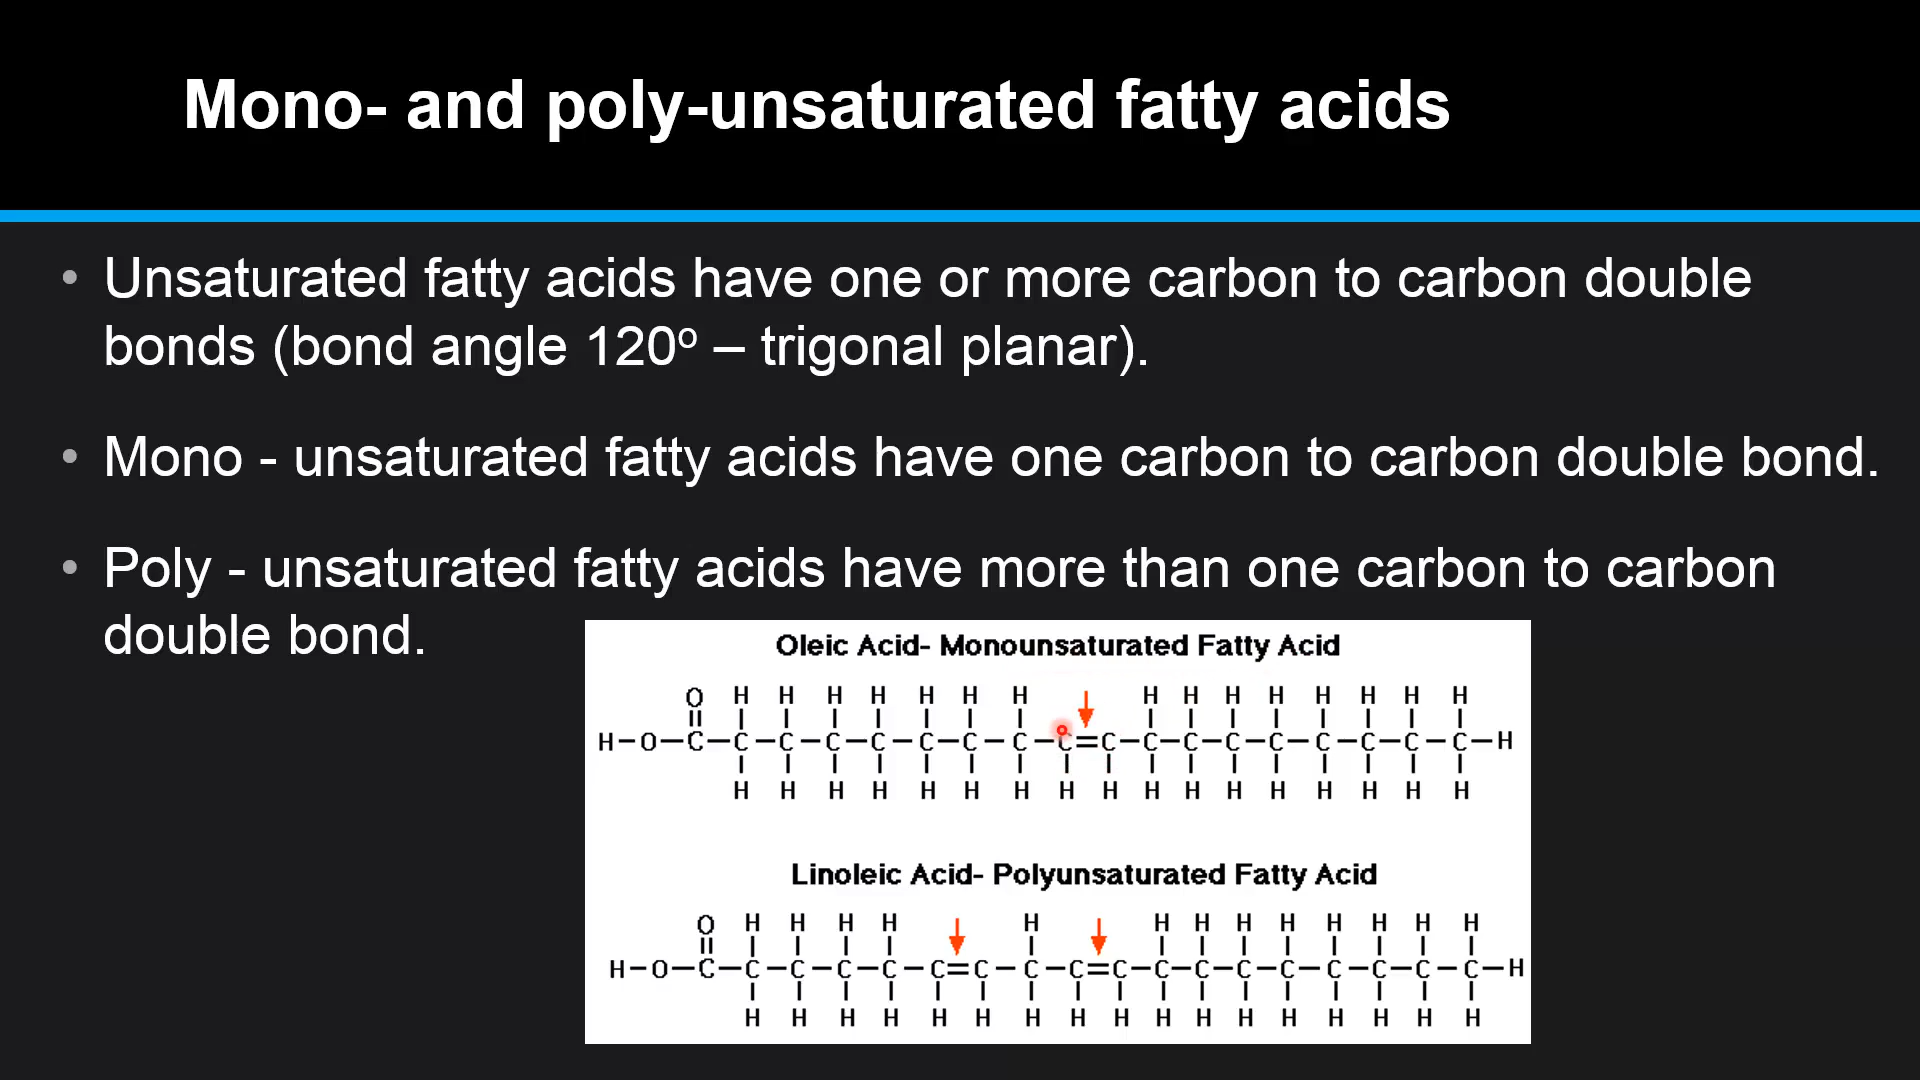 Mono- and poly-unsaturated fatty acids
• Unsaturated fatty acids have one or more carbon to carbon double
bonds (bond angle 120º – trigonal planar).
• Mono - unsaturated fatty acids have one carbon to carbon double bond.
• Poly - unsaturated fatty acids have more than one carbon to carbon
double bond.
Oleic Acid- Monounsaturated Fatty Acid
O H H H H H H H H H H H H H H H
H-O-C-C-C-C-C-C-C-C-C=C-C-C-C-C-C-C-C-C-H
H H H H H H H H H H H H H H H H H
Linoleic Acid- Polyunsaturated Fatty Acid
O H H H H H H H H H H H H H
H-O-C-C-C-C-C-C=C-C-C=C-C-C-C-C-C-C-C-C-H
H H H H H H H H H H H H H H H H H